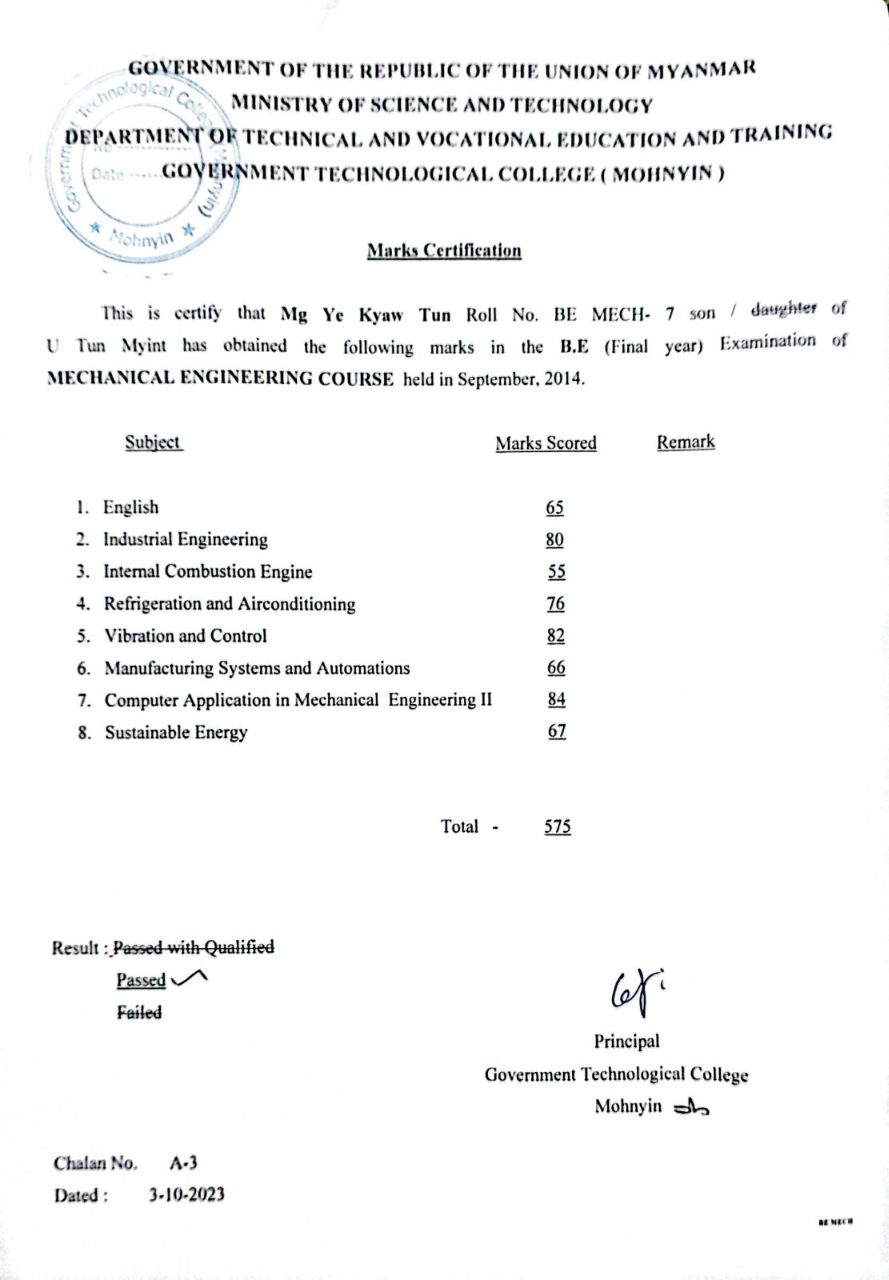 GOVERNMENT OF THE REPUBLIC OF THE UNION OF MYANMAR
MINISTRY OF SCIENCE AND TECHNOLOGY
DEPARTMENT OF TECHNICAL AND VOCATIONAL EDUCATION AND TRAINING
GOVERNMENT TECHNOLOGICAL COLLEGE ( MOHNYIN )
Government Technological College (Mohnyin)
No
Date ......
★ Mohnyin ★
Marks Certification
This is certify that Mg Ye Kyaw Tun Roll No. BE MECH- 7 son / daughter of
U Tun Myint has obtained the following marks in the B.E (Final year) Examination of
MECHANICAL ENGINEERING COURSE held in September, 2014.
Subject Marks Scored Remark
1. English 65
2. Industrial Engineering 80
3. Internal Combustion Engine 55
4. Refrigeration and Airconditioning 76
5. Vibration and Control 82
6. Manufacturing Systems and Automations 66
7. Computer Application in Mechanical Engineering II 84
8. Sustainable Energy 67
Total - 575
Result : Passed with Qualified
Passed
Failed
Principal
Government Technological College
Mohnyin
Chalan No. A-3
Dated : 3-10-2023
BE MECH